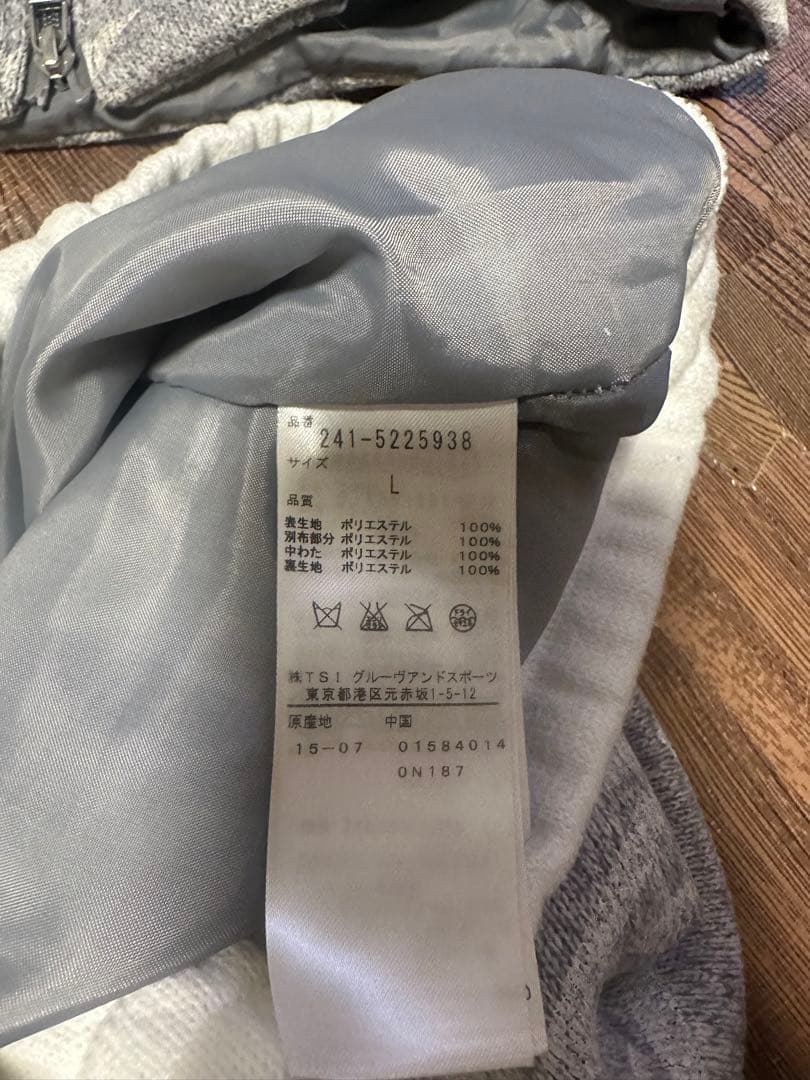 品番
241-5225938
サイズ
L
品質
表生地 ポリエステル 100%
別布部分 ポリエステル 100%
中わた ポリエステル 100%
裏生地 ポリエステル 100%
㈱TSI グルーヴアンドスポーツ
東京都港区元赤坂1-5-12
原産地 中国
15-07 01584014
0N187